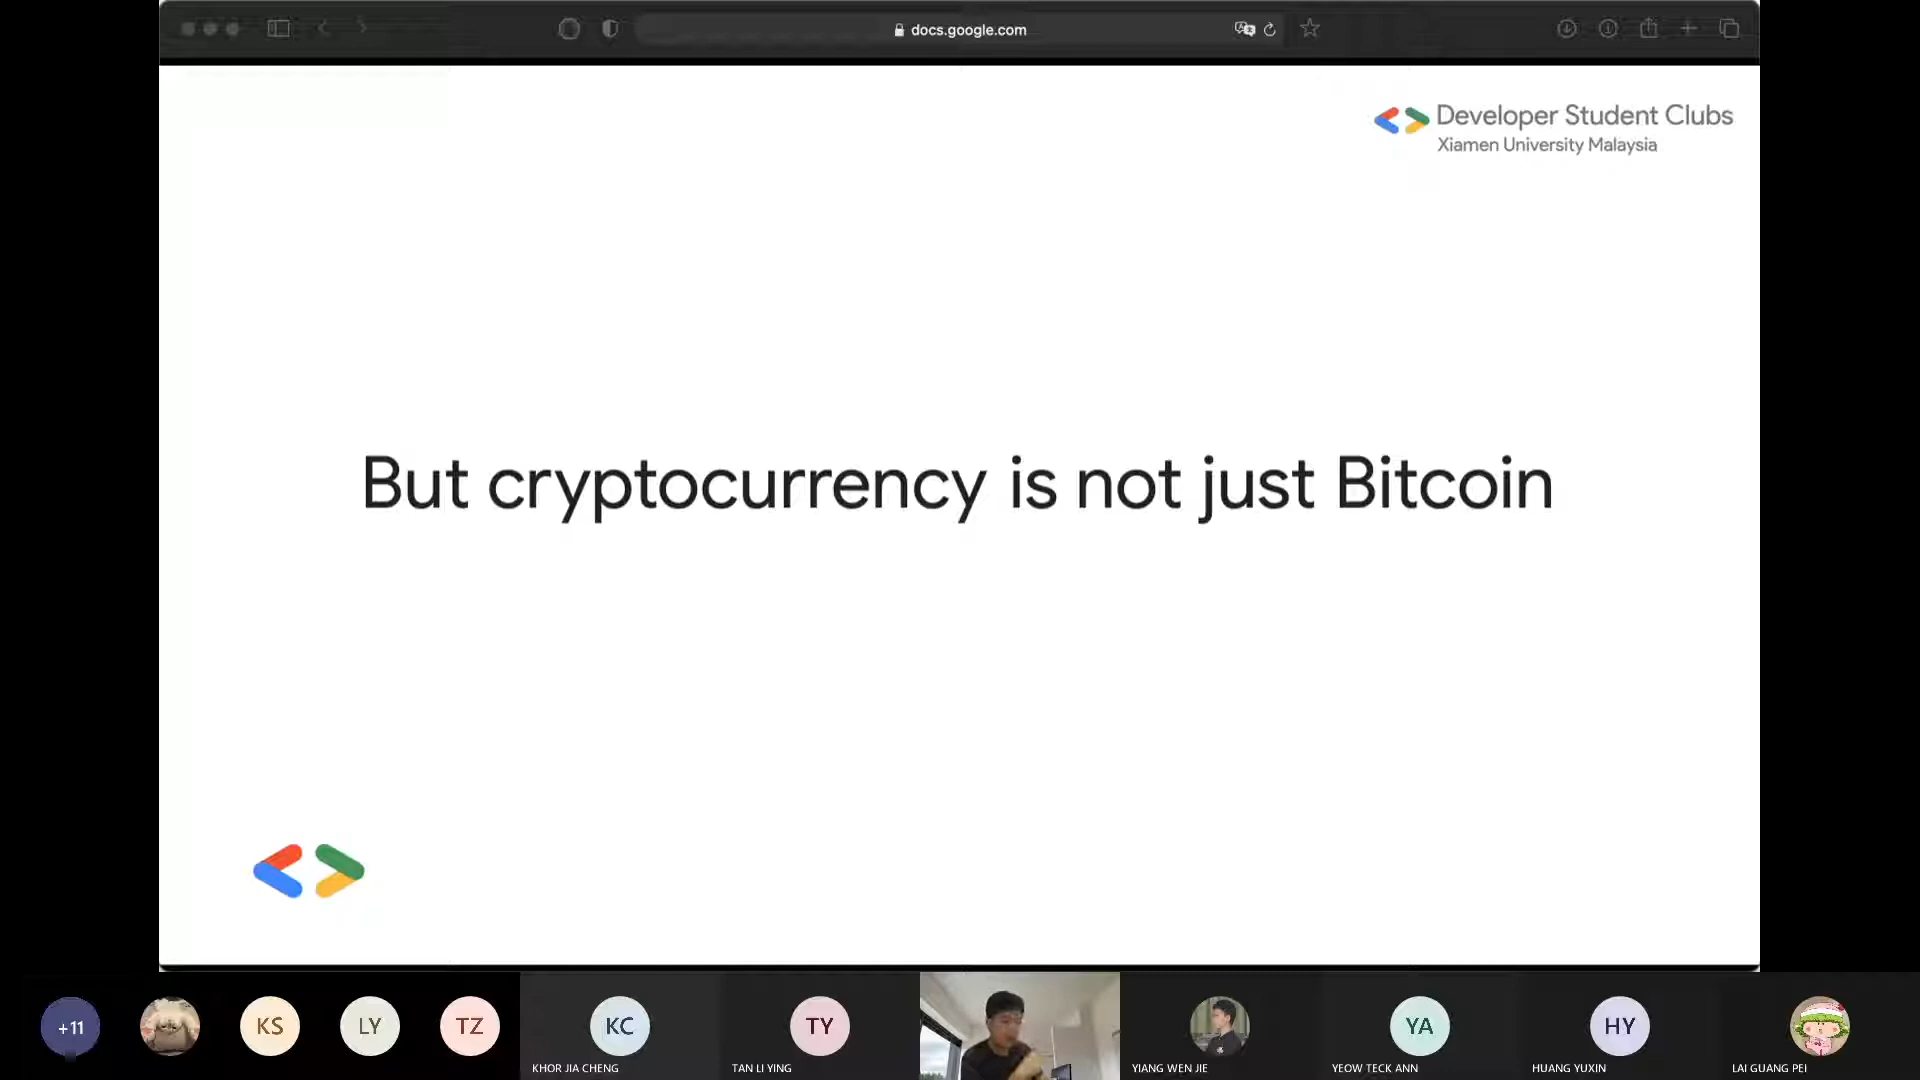 docs.google.com
Developer Student Clubs
Xiamen University Malaysia
But cryptocurrency is not just Bitcoin
+11
KS
LY
TZ
KC
TY
YA
HY
KHOR JIA CHENG
TAN LI YING
YIANG WEN JIE
YEOW TECK ANN
HUANG YUXIN
LAI GUANG PEI